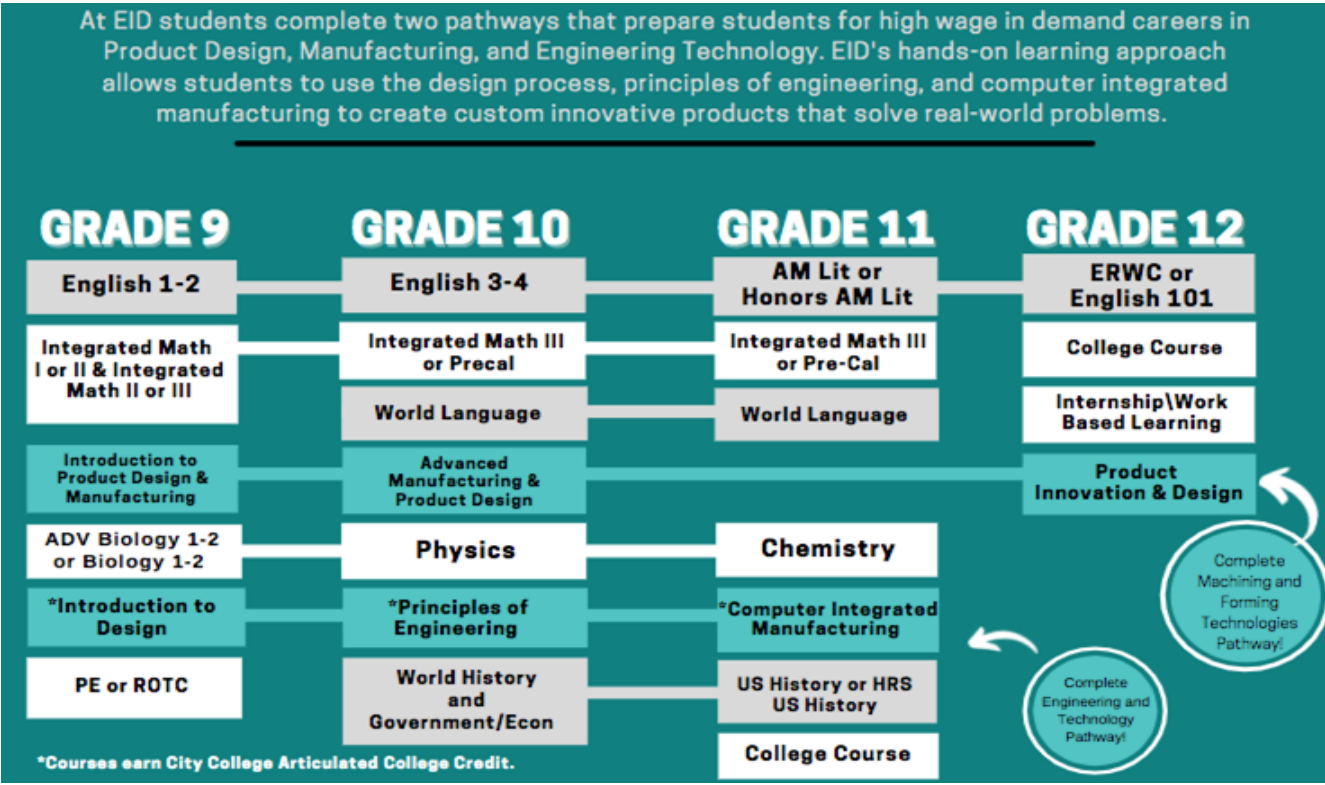 At EID students complete two pathways that prepare students for high wage in demand careers in
Product Design, Manufacturing, and Engineering Technology. EID's hands-on learning approach
allows students to use the design process, principles of engineering, and computer integrated
manufacturing to create custom innovative products that solve real-world problems.
GRADE 9
English 1-2
Integrated Math
I or II & Integrated
Math II or III
Introduction to
Product Design &
Manufacturing
ADV Biology 1-2
or Biology 1-2
*Introduction to
Design
PE or ROTC
GRADE 10
English 3-4
Integrated Math III
or Precal
World Language
Advanced
Manufacturing &
Product Design
Physics
*Principles of
Engineering
World History
and
Government/Econ
GRADE 11
AM Lit or
Honors AM Lit
Integrated Math III
or Pre-Cal
World Language
Chemistry
*Computer Integrated
Manufacturing
US History or HRS
US History
College Course
GRADE 12
ERWC or
English 101
College Course
Internship\Work
Based Learning
Product
Innovation & Design
Complete
Machining and
Forming
Technologies
Pathway!
Complete
Engineering and
Technology
Pathway!
*Courses earn City College Articulated College Credit.